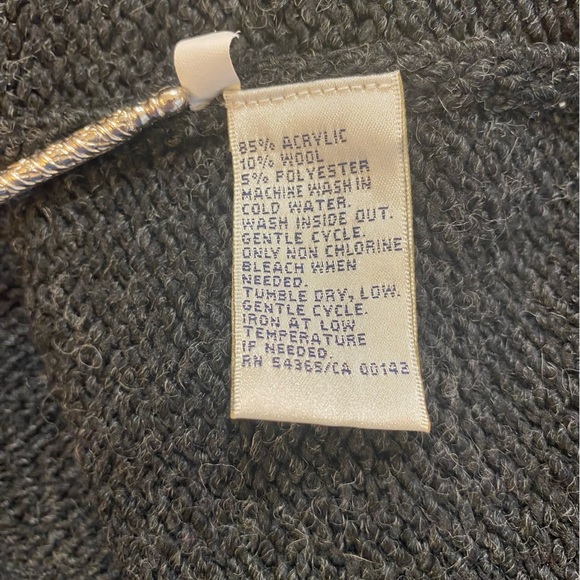 85% ACRYLIC
10% WOOL
5% POLYESTER
MACHINE WASH IN
COLD WATER.
WASH INSIDE OUT.
GENTLE CYCLE.
ONLY NON CHLORINE
BLEACH WHEN
NEEDED.
TUMBLE DRY, LOW.
GENTLE CYCLE.
IRON AT LOW
TEMPERATURE
IF NEEDED.
RN 54365/CA 00142